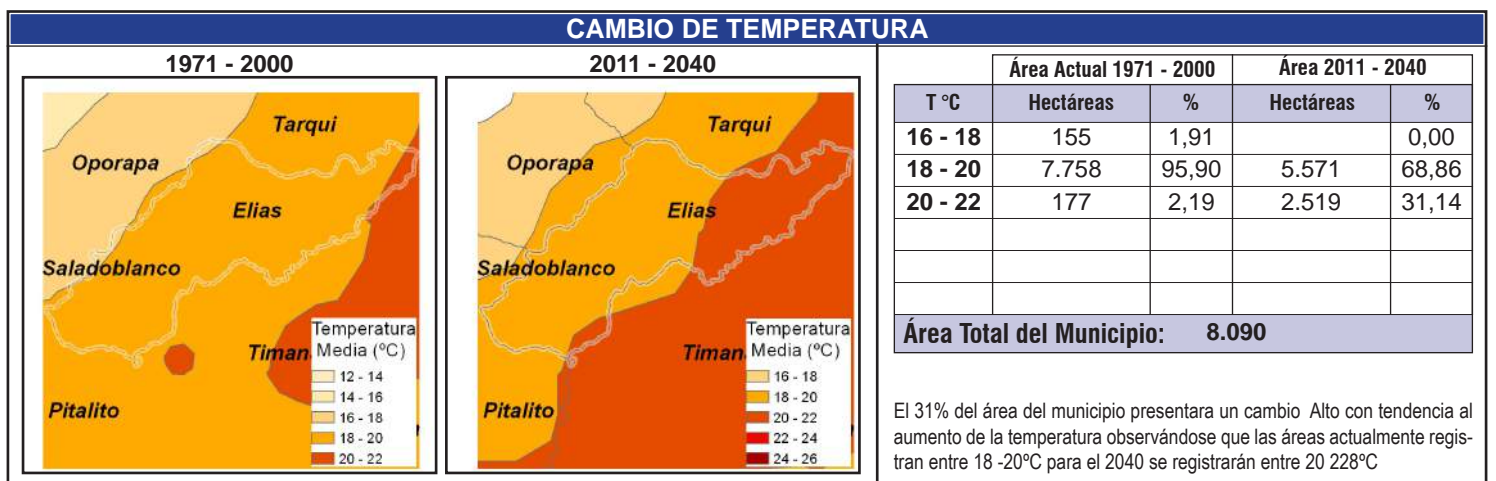 CAMBIO DE TEMPERATURA
1971 - 2000
Tarqui
Oporapa
Elias
Saladoblanco
Timan
Pitalito
Temperatura
Media (ºC)
12 - 14
14 - 16
16 - 18
18 - 20
20 - 22
2011 - 2040
Tarqui
Oporapa
Elias
Saladoblanco
Timan
Pitalito
Temperatura
Media (ºC)
16 - 18
18 - 20
20 - 22
22 - 24
24 - 26
Área Actual 1971 - 2000 Área 2011 - 2040
T °C Hectáreas % Hectáreas %
16 - 18 155 1,91 0,00
18 - 20 7.758 95,90 5.571 68,86
20 - 22 177 2,19 2.519 31,14
Área Total del Municipio: 8.090
El 31% del área del municipio presentara un cambio Alto con tendencia al
aumento de la temperatura observándose que las áreas actualmente regis-
tran entre 18 -20ºC para el 2040 se registrarán entre 20 228ºC